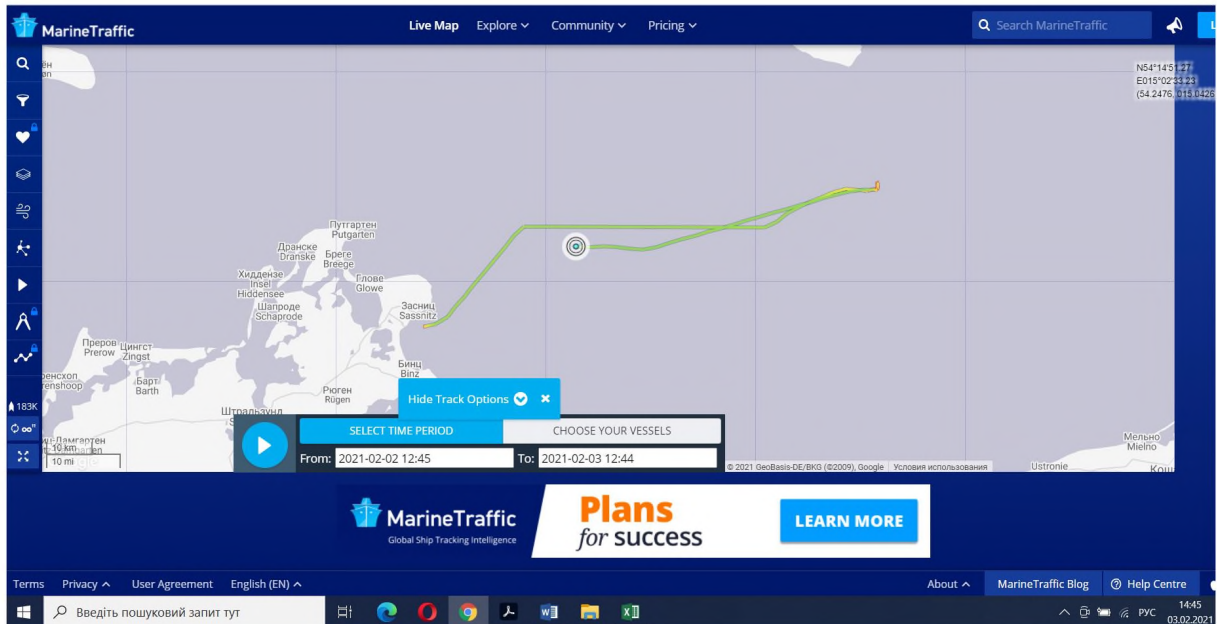 MarineTraffic
Live Map Explore Community Pricing
Search MarineTraffic
N54°14'51.27
E015°02'33.23
(54.2476, 015.0426
Путгартен
Putgarten
Дранске
Dranske
Бреге
Breege
Хиддензе
Insel
Hiddensee
Глове
Glowe
Шапроде
Schaprode
Засниц
Sassnitz
Преров
Prerow
Цингст
Zingst
Бинц
Binz
Барт
Barth
Рюген
Rügen
Штральзунд
183K
∞"
10 km
10 mi
Hide Track Options
SELECT TIME PERIOD CHOOSE YOUR VESSELS
From: 2021-02-02 12:45 To: 2021-02-03 12:44
© 2021 GeoBasis-DE/BKG (©2009), Google Условия использования
Мельно
Mielno
Ustronie
MarineTraffic
Global Ship Tracking Intelligence
Plans
for success
LEARN MORE
Terms Privacy User Agreement English (EN) About MarineTraffic Blog Help Centre
Введіть пошуковий запит тут
РУС
14:45
03.02.2021